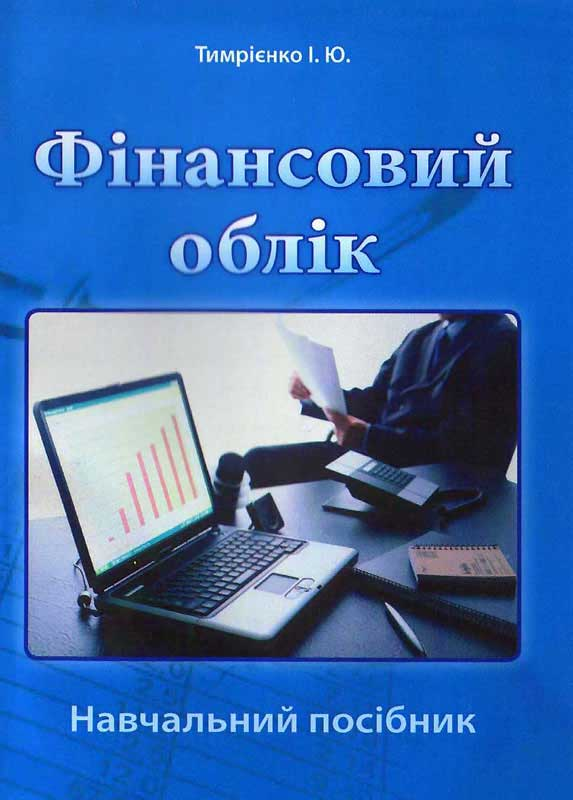 Тимрієнко І. Ю.
Фінансовий
облік
Навчальний посібник